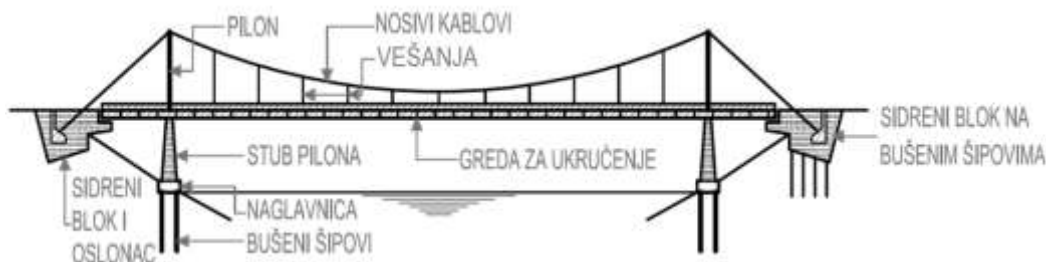 PILON
NOSIVI KABLOVI
VEŠANJA
STUB PILONA
GREDA ZA UKRUĆENJE
SIDRENI BLOK NA
BUŠENIM ŠIPOVIMA
SIDRENI
BLOK I
OSLONAC
NAGLAVNICA
BUŠENI ŠIPOVI